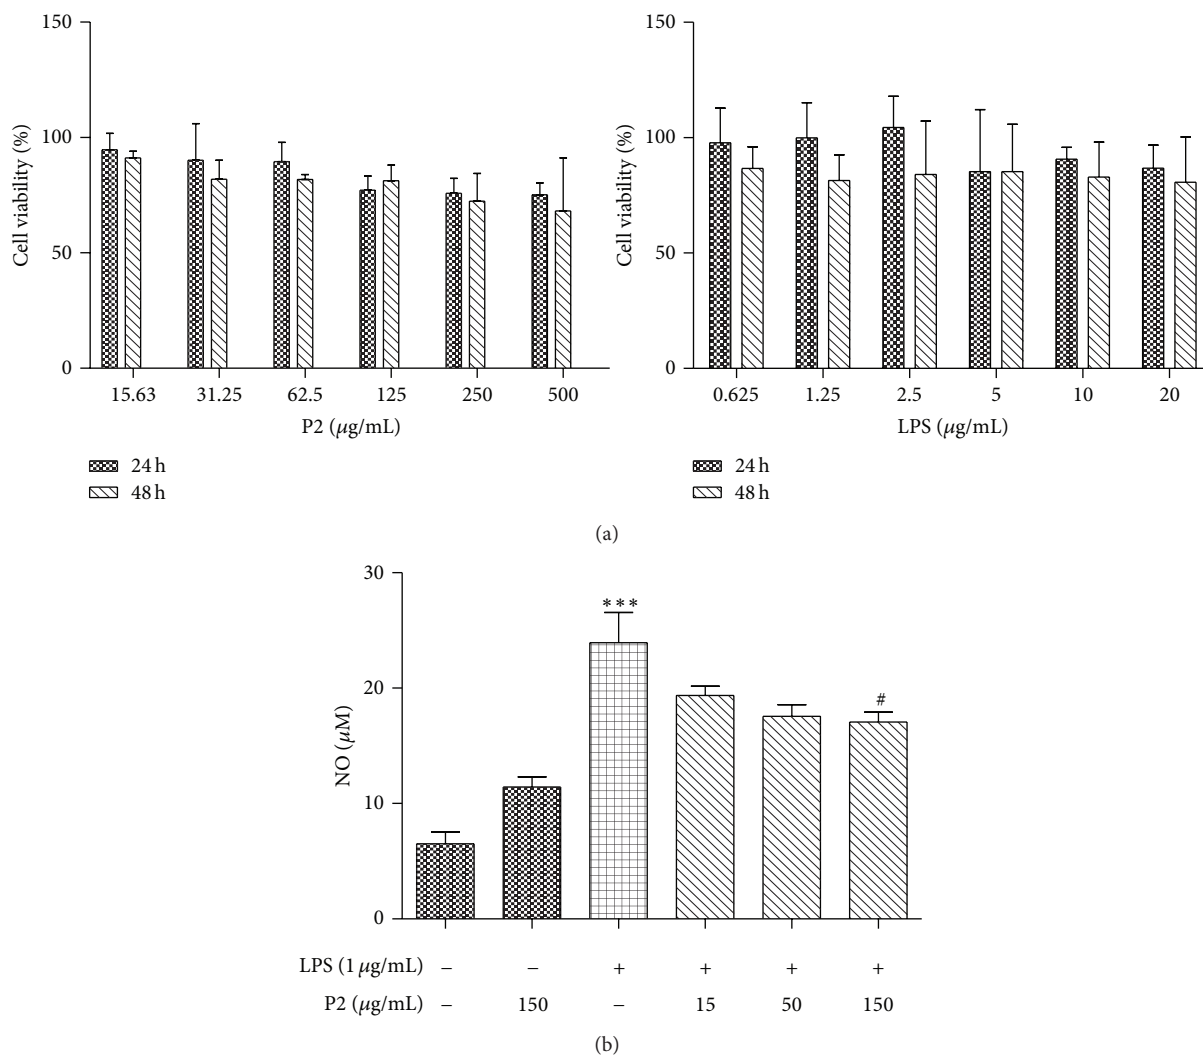 150
100
50
0
Cell viability (%)
15.63 31.25 62.5 125 250 500
P2 (μg/mL)
24 h
48 h
150
100
50
0
Cell viability (%)
0.625 1.25 2.5 5 10 20
LPS (μg/mL)
24 h
48 h
(a)
30
20
10
0
NO (μM)
***
#
LPS (1 μg/mL) – – + + + +
P2 (μg/mL) – 150 – 15 50 150
(b)